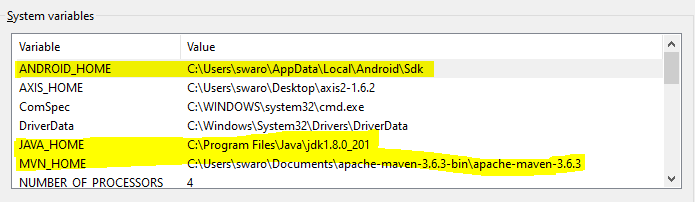 System variables
Variable Value
ANDROID_HOME C:\Users\swaro\AppData\Local\Android\Sdk
AXIS_HOME C:\Users\swaro\Desktop\axis2-1.6.2
ComSpec C:\WINDOWS\system32\cmd.exe
DriverData C:\Windows\System32\Drivers\DriverData
JAVA_HOME C:\Program Files\Java\jdk1.8.0_201
MVN_HOME C:\Users\swaro\Documents\apache-maven-3.6.3-bin\apache-maven-3.6.3
NUMBER_OF_PROCESSORS 4